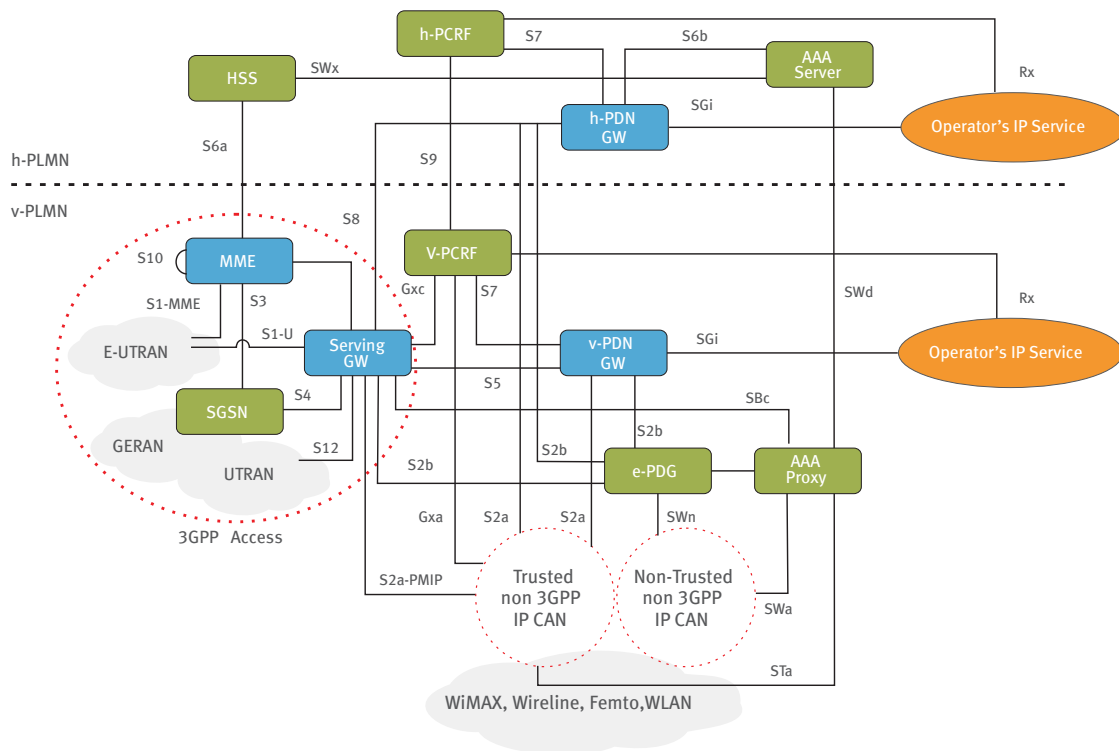 h-PCRF
S7
S6b
AAA
Server
HSS
SWx
Rx
h-PDN
GW
SGi
Operator's IP Service
S6a
S9
h-PLMN
v-PLMN
S8
V-PCRF
S10
MME
Gxc
S7
SWd
S1-MME
S3
Rx
S1-U
E-UTRAN
Serving
GW
v-PDN
GW
SGi
Operator's IP Service
S5
S4
SBc
SGSN
GERAN
S12
S2b
S2b
S2b
UTRAN
e-PDG
AAA
Proxy
Gxa
S2a
S2a
SWn
3GPP Access
S2a-PMIP
Trusted
non 3GPP
IP CAN
Non-Trusted
non 3GPP
IP CAN
SWa
STa
WiMAX, Wireline, Femto,WLAN